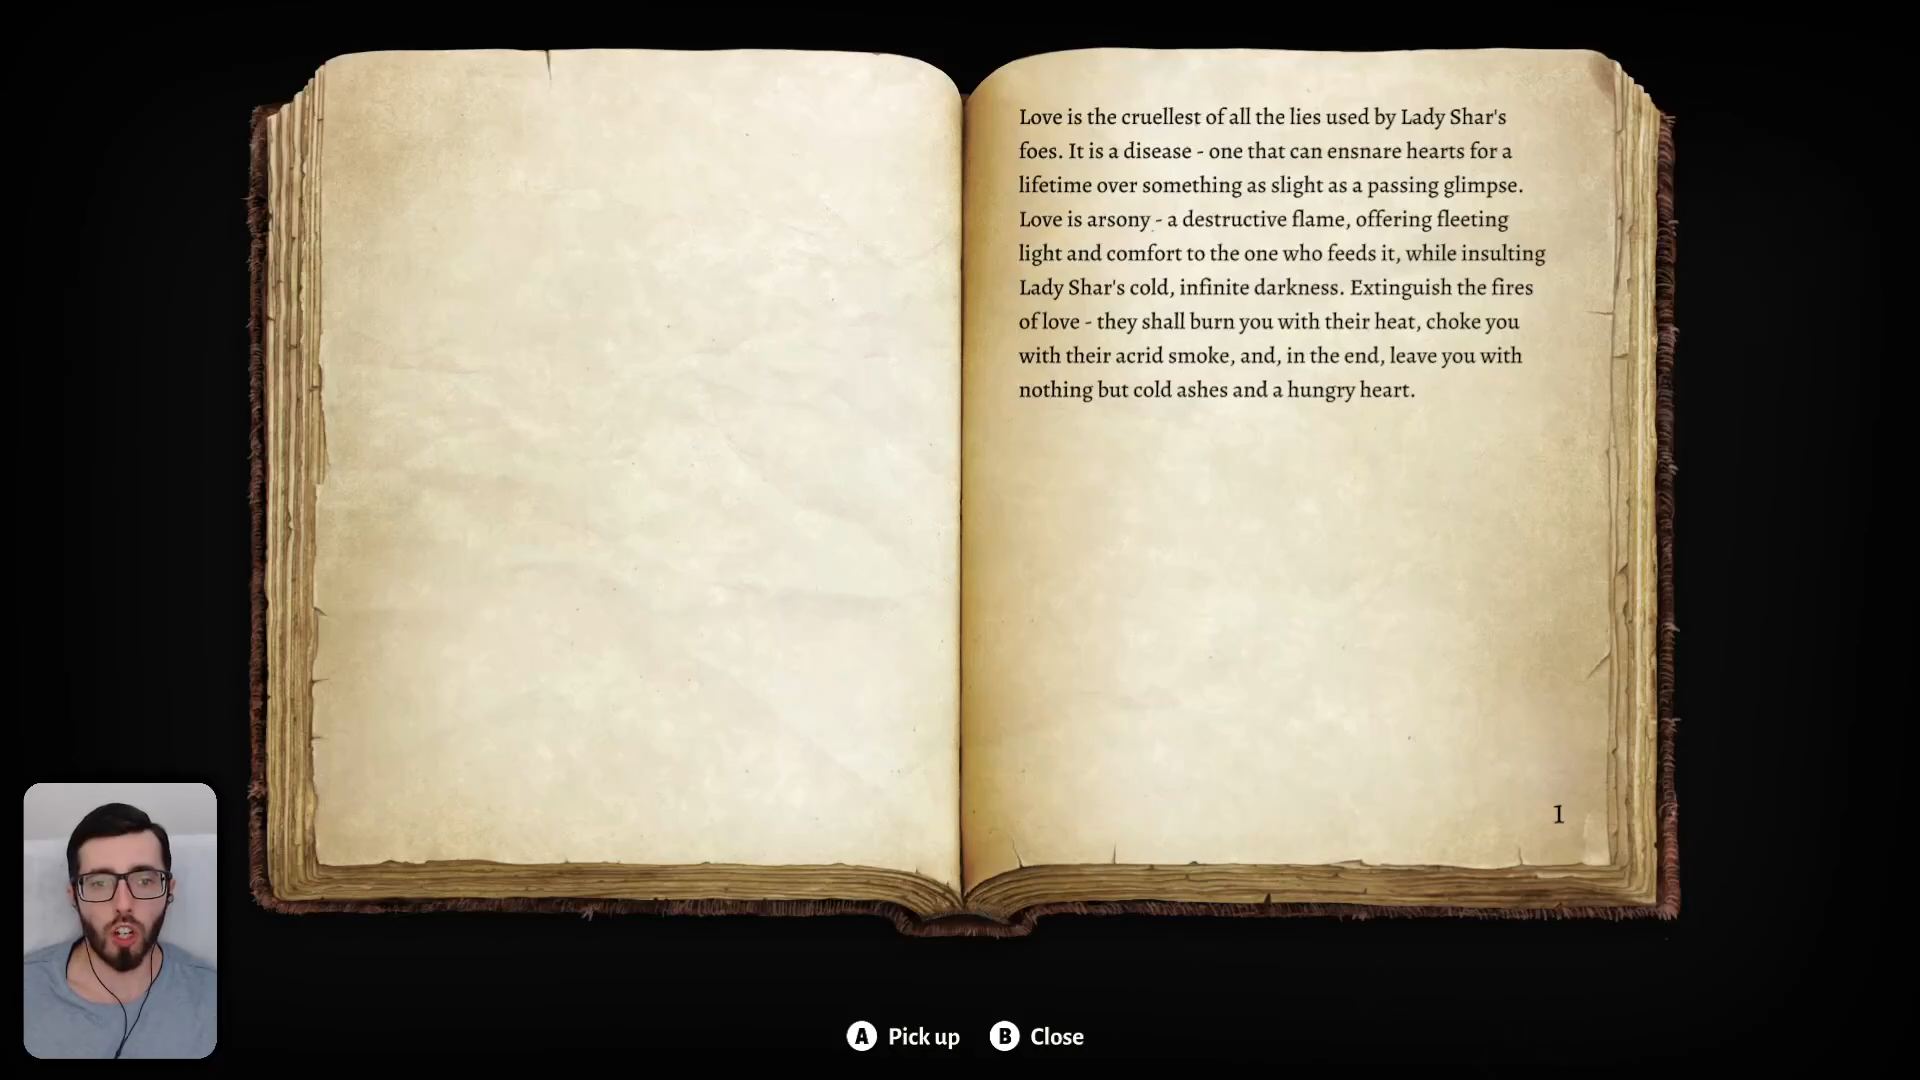 Love is the cruellest of all the lies used by Lady Shar's
foes. It is a disease - one that can ensnare hearts for a
lifetime over something as slight as a passing glimpse.
Love is arsony - a destructive flame, offering fleeting
light and comfort to the one who feeds it, while insulting
Lady Shar's cold, infinite darkness. Extinguish the fires
of love - they shall burn you with their heat, choke you
with their acrid smoke, and, in the end, leave you with
nothing but cold ashes and a hungry heart.
1
A Pick up B Close